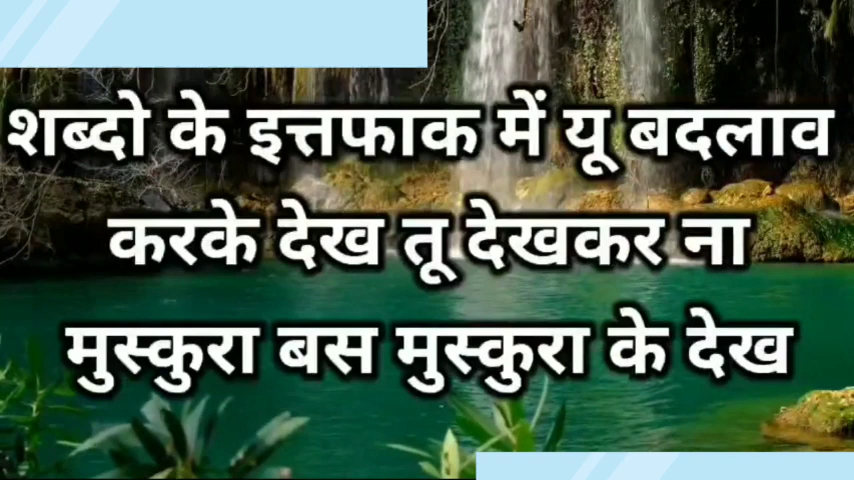 शब्दो के इत्तफाक में यू बदलाव
करके देख तू देखकर ना
मुस्कुरा बस मुस्कुरा के देख